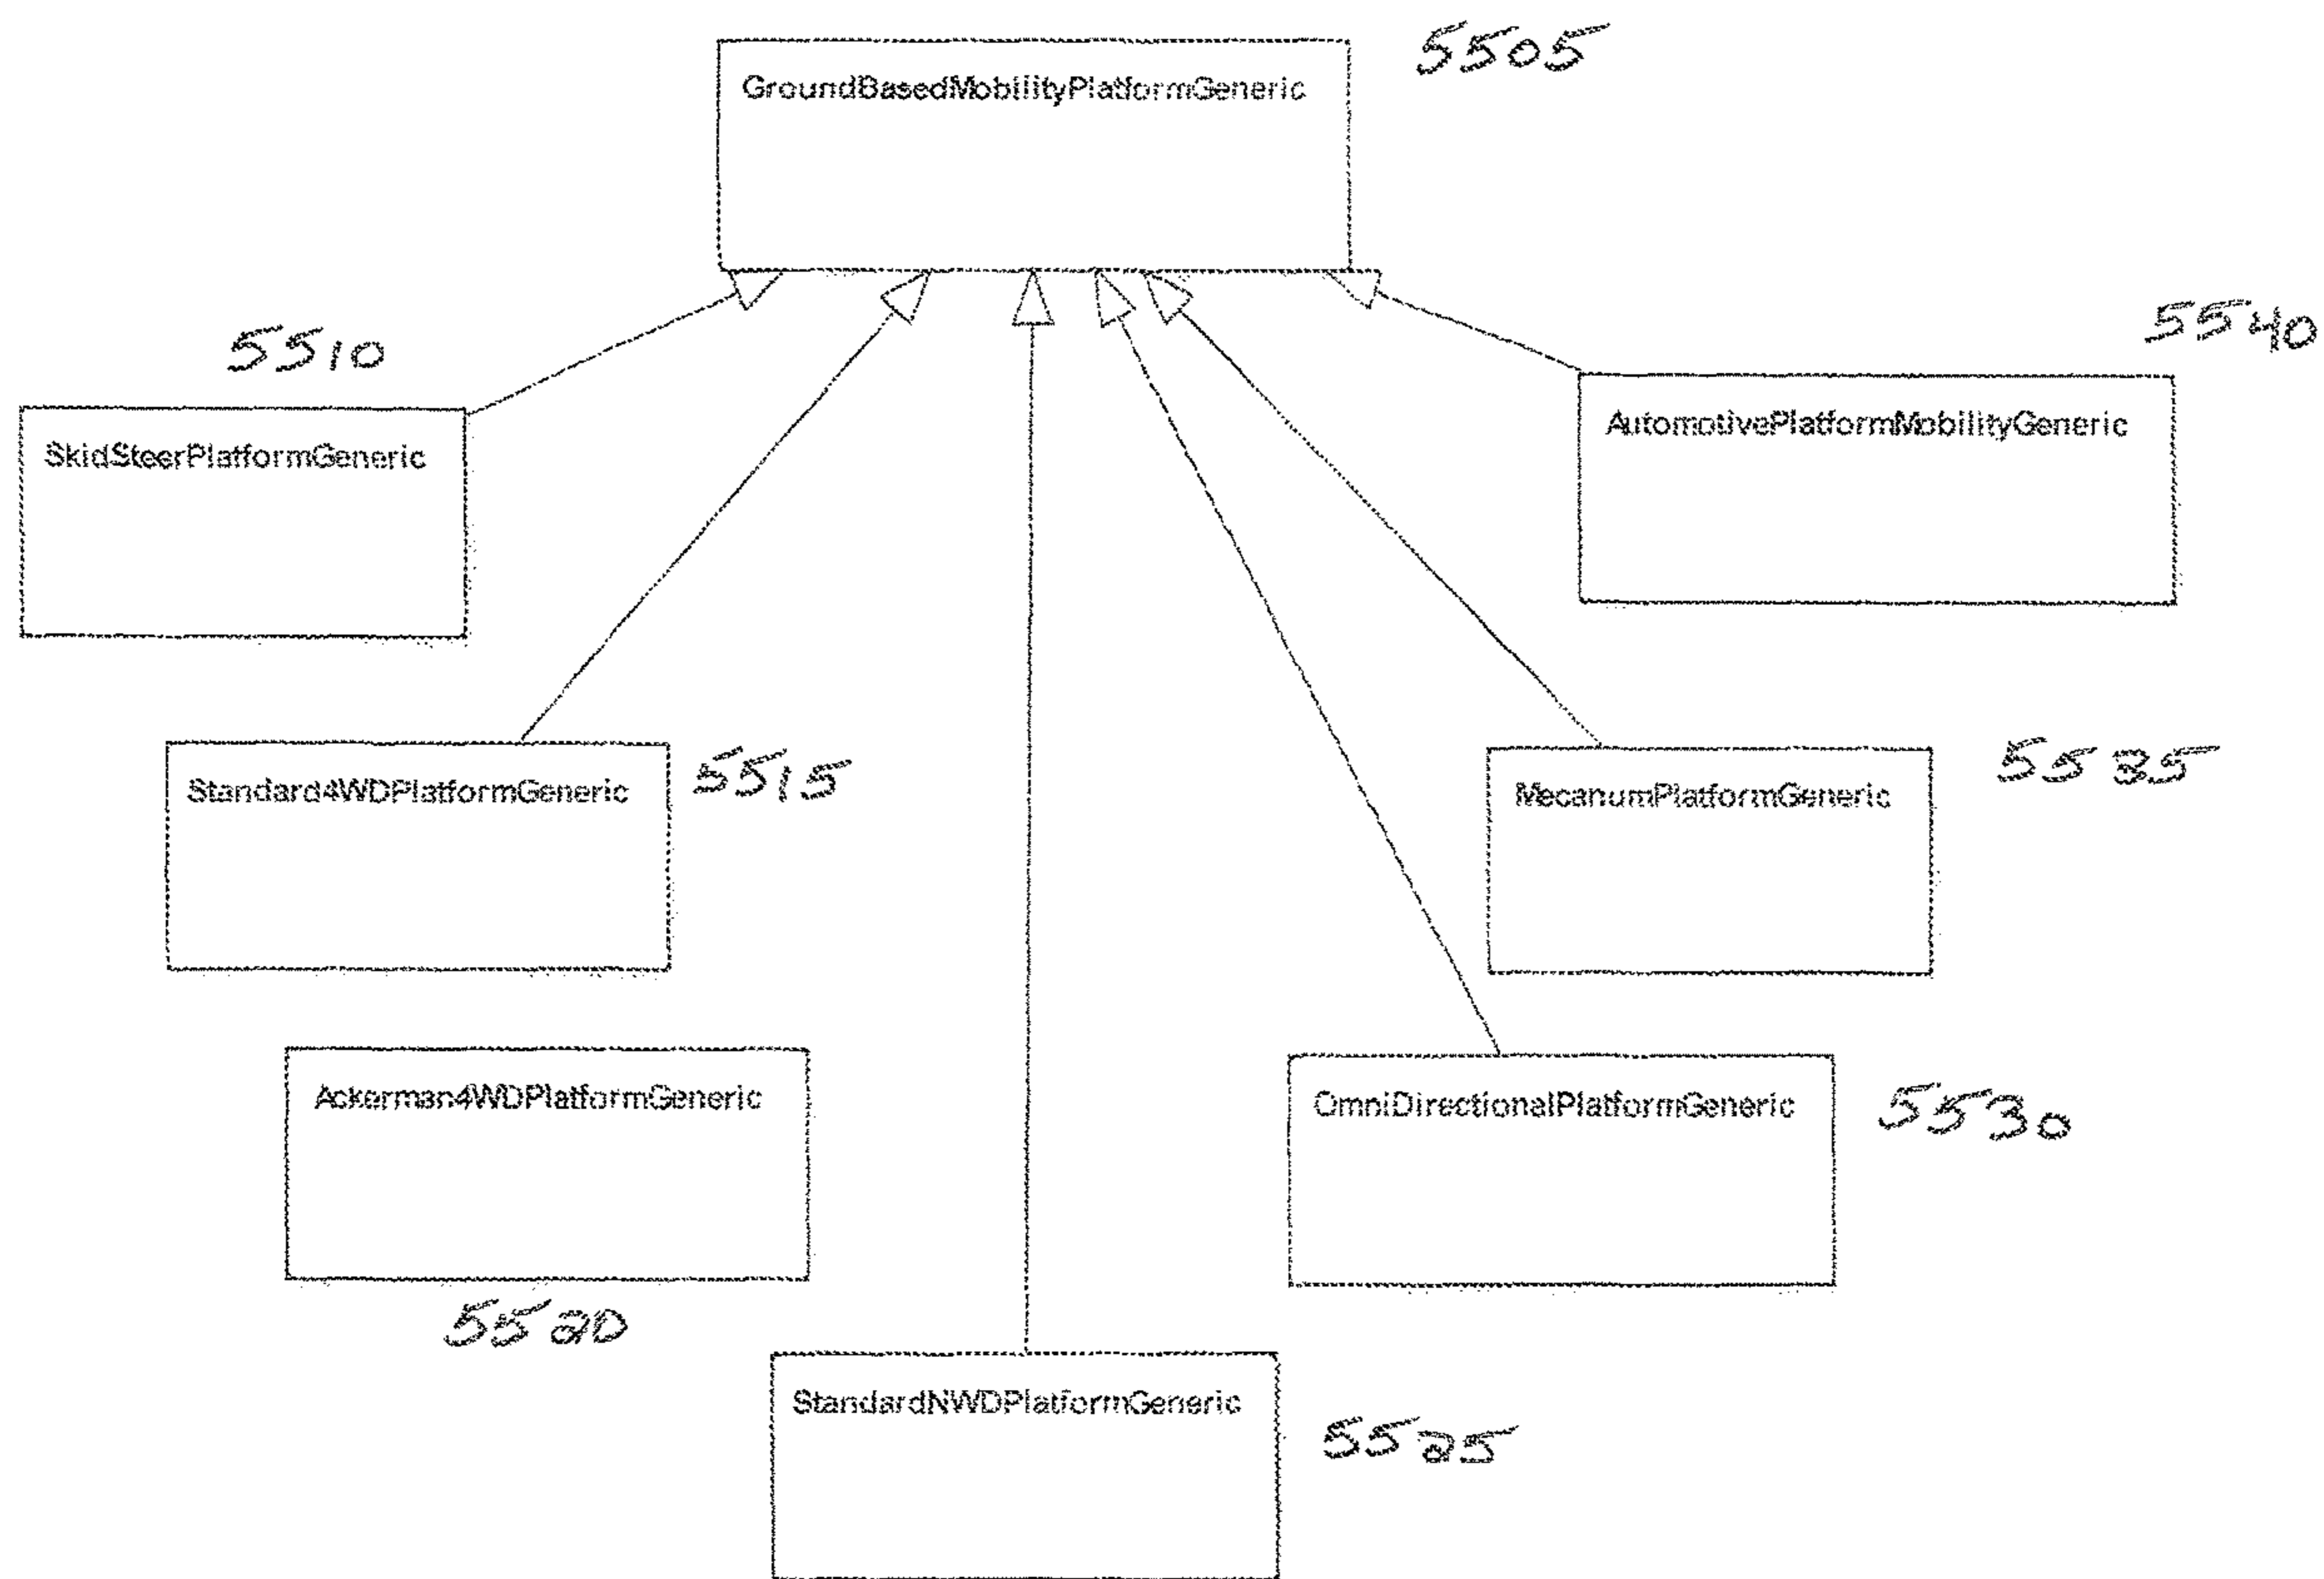 GroundBasedMobilityPlatformGeneric
5505
5510
5540
SkidSteerPlatformGeneric
AutomotivePlatformMobilityGeneric
Standard4WDPlatformGeneric
5515
MecanumPlatformGeneric
5535
Ackerman4WDPlatformGeneric
5520
OmniDirectionalPlatformGeneric
5530
StandardNWDPlatformGeneric
5525